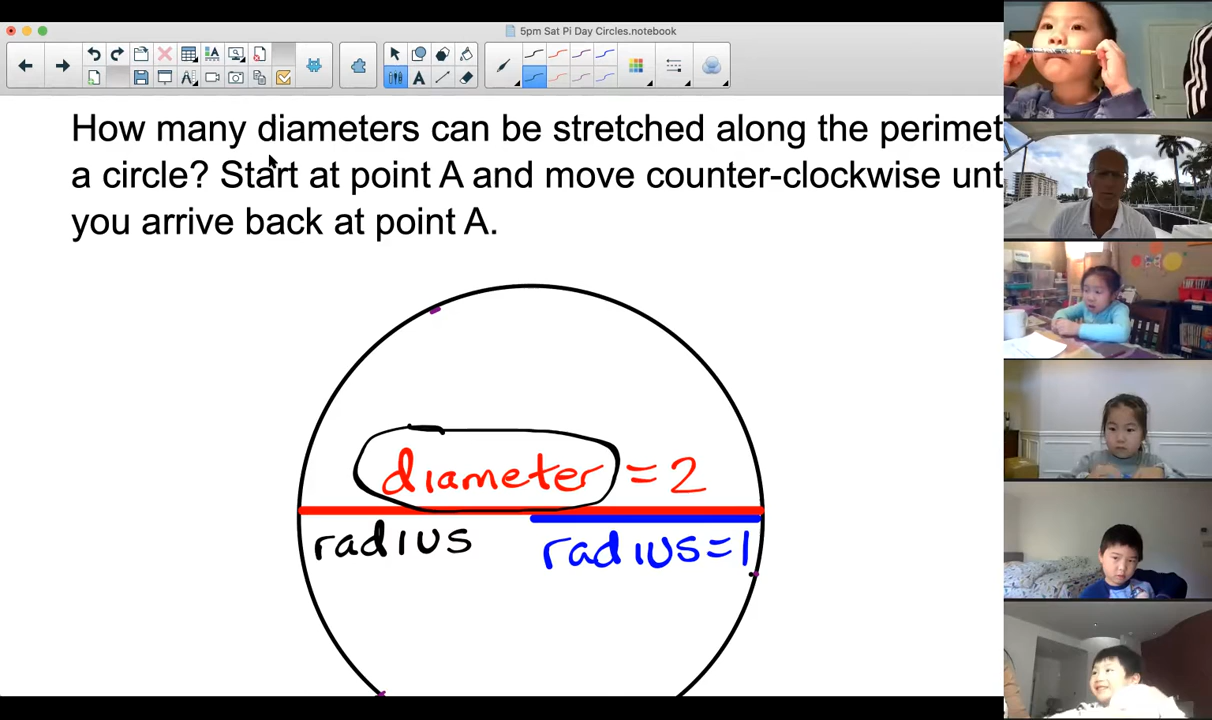 5pm Sat Pi Day Circles.notebook
How many diameters can be stretched along the perimet
a circle? Start at point A and move counter-clockwise unt
you arrive back at point A.
diameter = 2
radius
radius=1